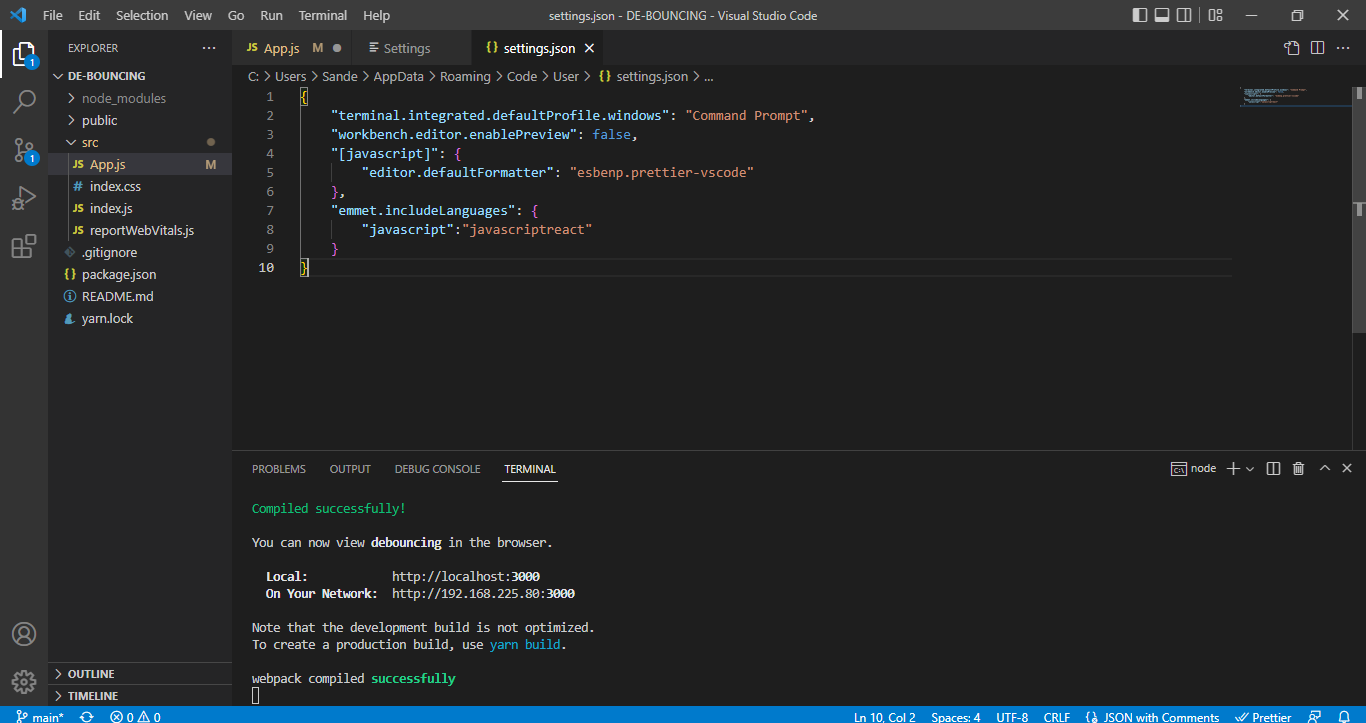 File Edit Selection View Go Run Terminal Help settings.json - DE-BOUNCING - Visual Studio Code
EXPLORER
JS App.js M Settings {} settings.json
DE-BOUNCING
C: > Users > Sande > AppData > Roaming > Code > User > {} settings.json > ...
node_modules
public
src
JS App.js M
# index.css
JS index.js
JS reportWebVitals.js
.gitignore
{} package.json
README.md
yarn.lock
OUTLINE
TIMELINE
1
1
1 {
2 "terminal.integrated.defaultProfile.windows": "Command Prompt",
3 "workbench.editor.enablePreview": false,
4 "[javascript]": {
5 "editor.defaultFormatter": "esbenp.prettier-vscode"
6 },
7 "emmet.includeLanguages": {
8 "javascript":"javascriptreact"
9 }
10 }
PROBLEMS OUTPUT DEBUG CONSOLE TERMINAL node
Compiled successfully!
You can now view debouncing in the browser.
Local: http://localhost:3000
On Your Network: http://192.168.225.80:3000
Note that the development build is not optimized.
To create a production build, use yarn build.
webpack compiled successfully
main* 0 0 Ln 10, Col 2 Spaces: 4 UTF-8 CRLF {} JSON with Comments Prettier